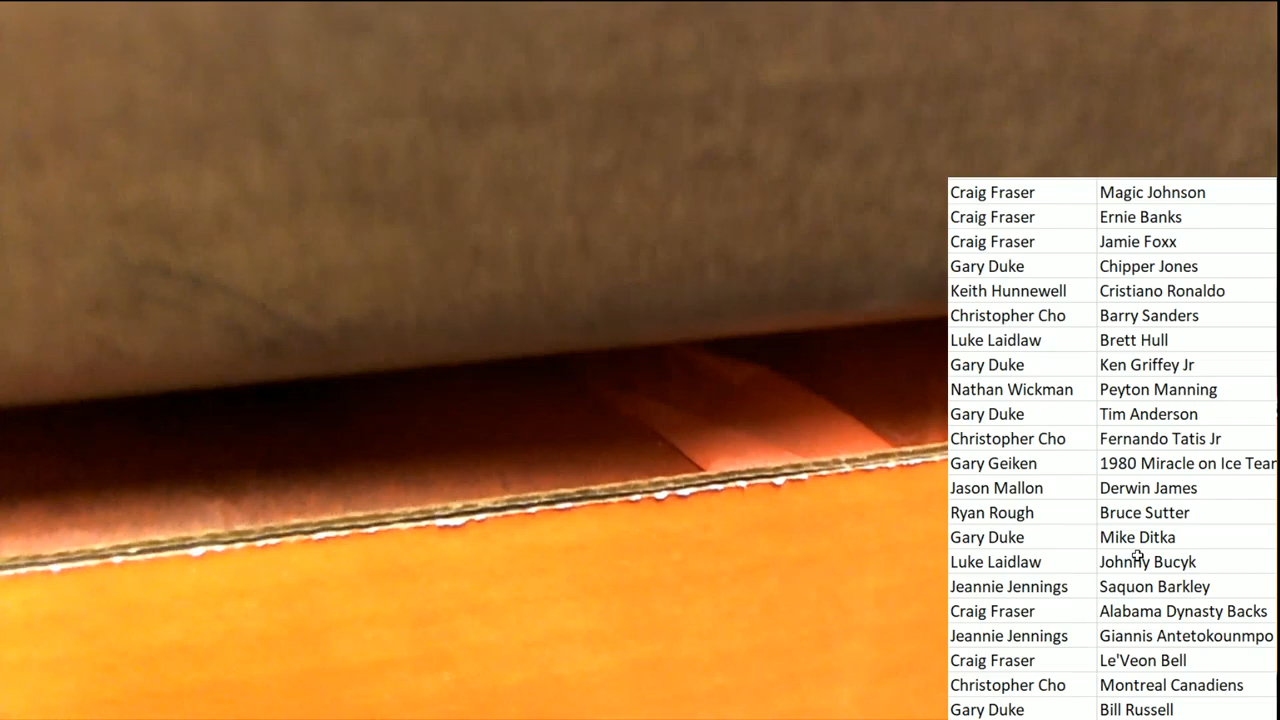 Craig Fraser Magic Johnson
Craig Fraser Ernie Banks
Craig Fraser Jamie Foxx
Gary Duke Chipper Jones
Keith Hunnewell Cristiano Ronaldo
Christopher Cho Barry Sanders
Luke Laidlaw Brett Hull
Gary Duke Ken Griffey Jr
Nathan Wickman Peyton Manning
Gary Duke Tim Anderson
Christopher Cho Fernando Tatis Jr
Gary Geiken 1980 Miracle on Ice Tear
Jason Mallon Derwin James
Ryan Rough Bruce Sutter
Gary Duke Mike Ditka
Luke Laidlaw Johnny Bucyk
Jeannie Jennings Saquon Barkley
Craig Fraser Alabama Dynasty Backs
Jeannie Jennings Giannis Antetokounmpo
Craig Fraser Le'Veon Bell
Christopher Cho Montreal Canadiens
Gary Duke Bill Russell